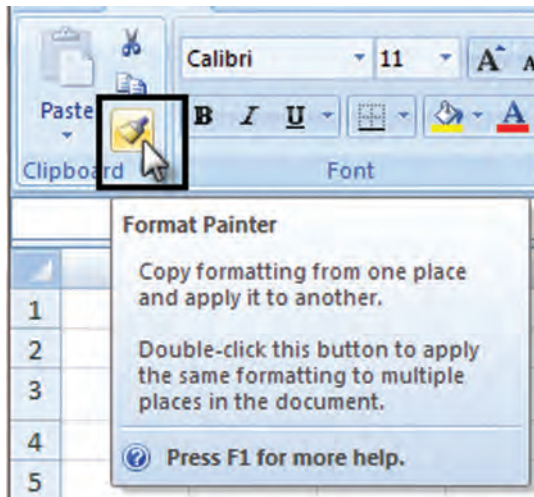 Calibri 11 A A
Paste B I U A
Clipboard Font
Format Painter
Copy formatting from one place
and apply it to another.
Double-click this button to apply
the same formatting to multiple
places in the document.
Press F1 for more help.
1
2
3
4
5